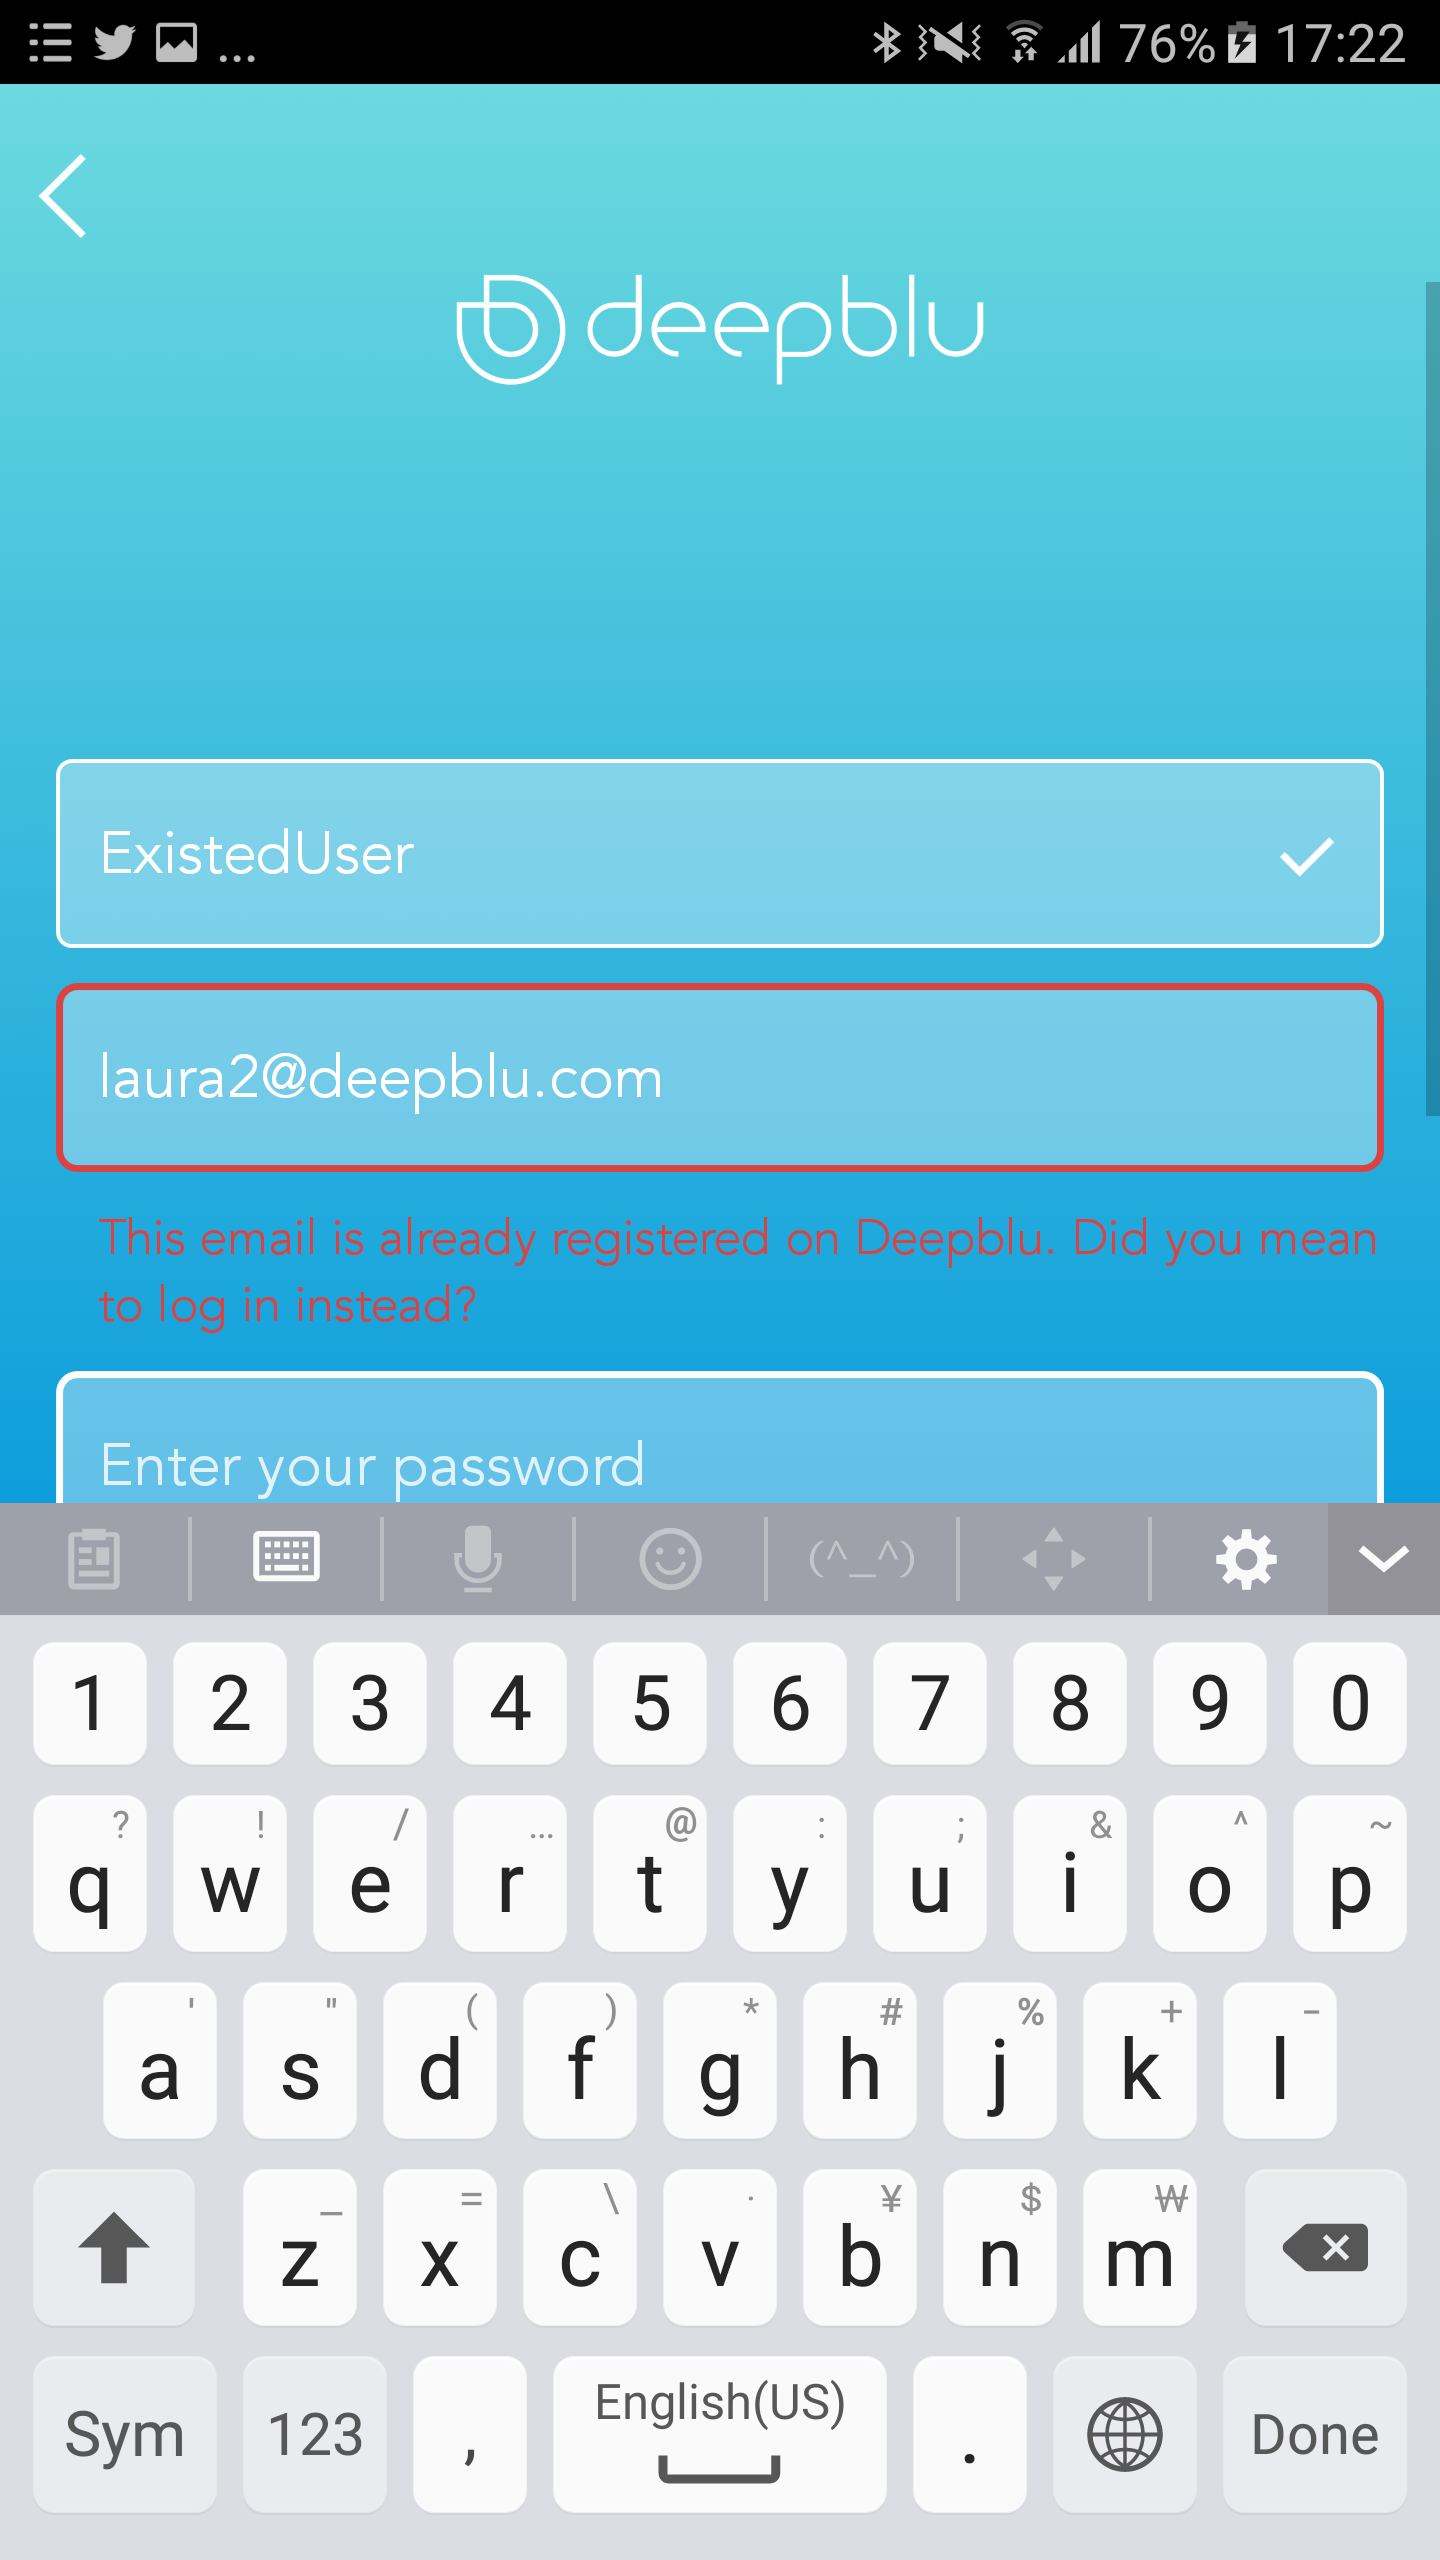 ... 76% 17:22
deepblu
ExistedUser
laura2@deepblu.com
This email is already registered on Deepblu. Did you mean
to log in instead?
Enter your password
(^_^)
1 2 3 4 5 6 7 8 9 0
? ! / ... @ : ; & ^ ~
q w e r t y u i o p
' " ( ) * # % + -
a s d f g h j k l
_ = \ · ¥ $ ₩
z x c v b n m
Sym 123 , English(US) . Done